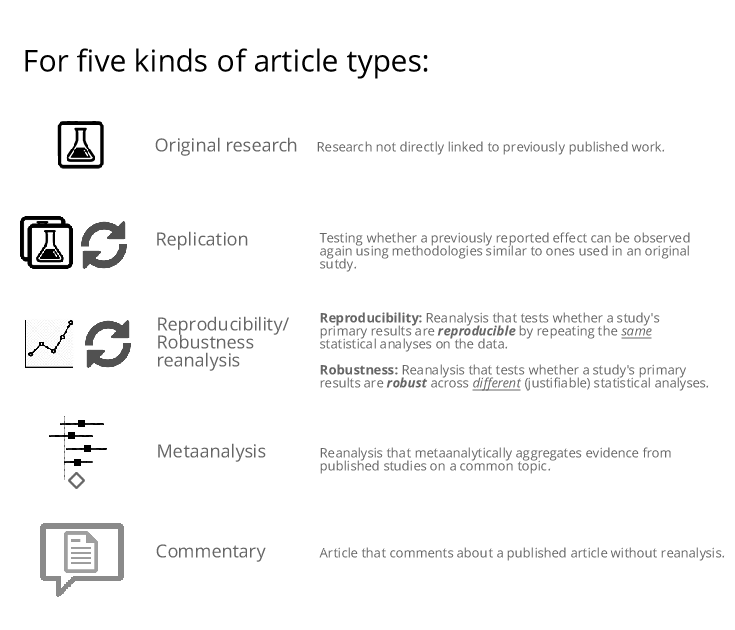 For five kinds of article types:
Original research
Research not directly linked to previously published work.
Replication
Testing whether a previously reported effect can be observed
again using methodologies similar to ones used in an original
sutdy.
Reproducibility/
Robustness
reanalysis
Reproducibility: Reanalysis that tests whether a study's
primary results are reproducible by repeating the same
statistical analyses on the data.
Robustness: Reanalysis that tests whether a study's primary
results are robust across different (justifiable) statistical analyses.
Metaanalysis
Reanalysis that metaanalytically aggregates evidence from
published studies on a common topic.
Commentary
Article that comments about a published article without reanalysis.